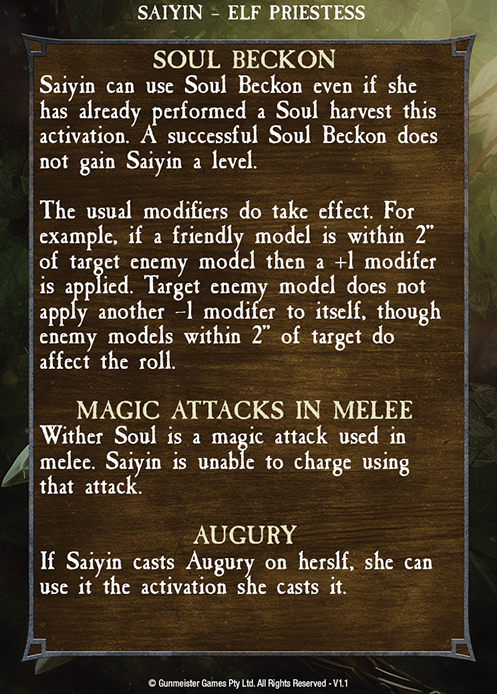 SAIYIN – ELF PRIESTESS
SOUL BECKON
Saiyin can use Soul Beckon even if she
has already performed a Soul harvest this
activation. A successful Soul Beckon does
not gain Saiyin a level.
The usual modifiers do take effect. For
example, if a friendly model is within 2”
of target enemy model then a +1 modifer
is applied. Target enemy model does not
apply another –1 modifer to itself, though
enemy models within 2” of target do
affect the roll.
MAGIC ATTACKS IN MELEE
Wither Soul is a magic attack used in
melee. Saiyin is unable to charge using
that attack.
AUGURY
If Saiyin casts Augury on herslf, she can
use it the activation she casts it.
© Gunmeister Games Pty Ltd. All Rights Reserved - V1.1